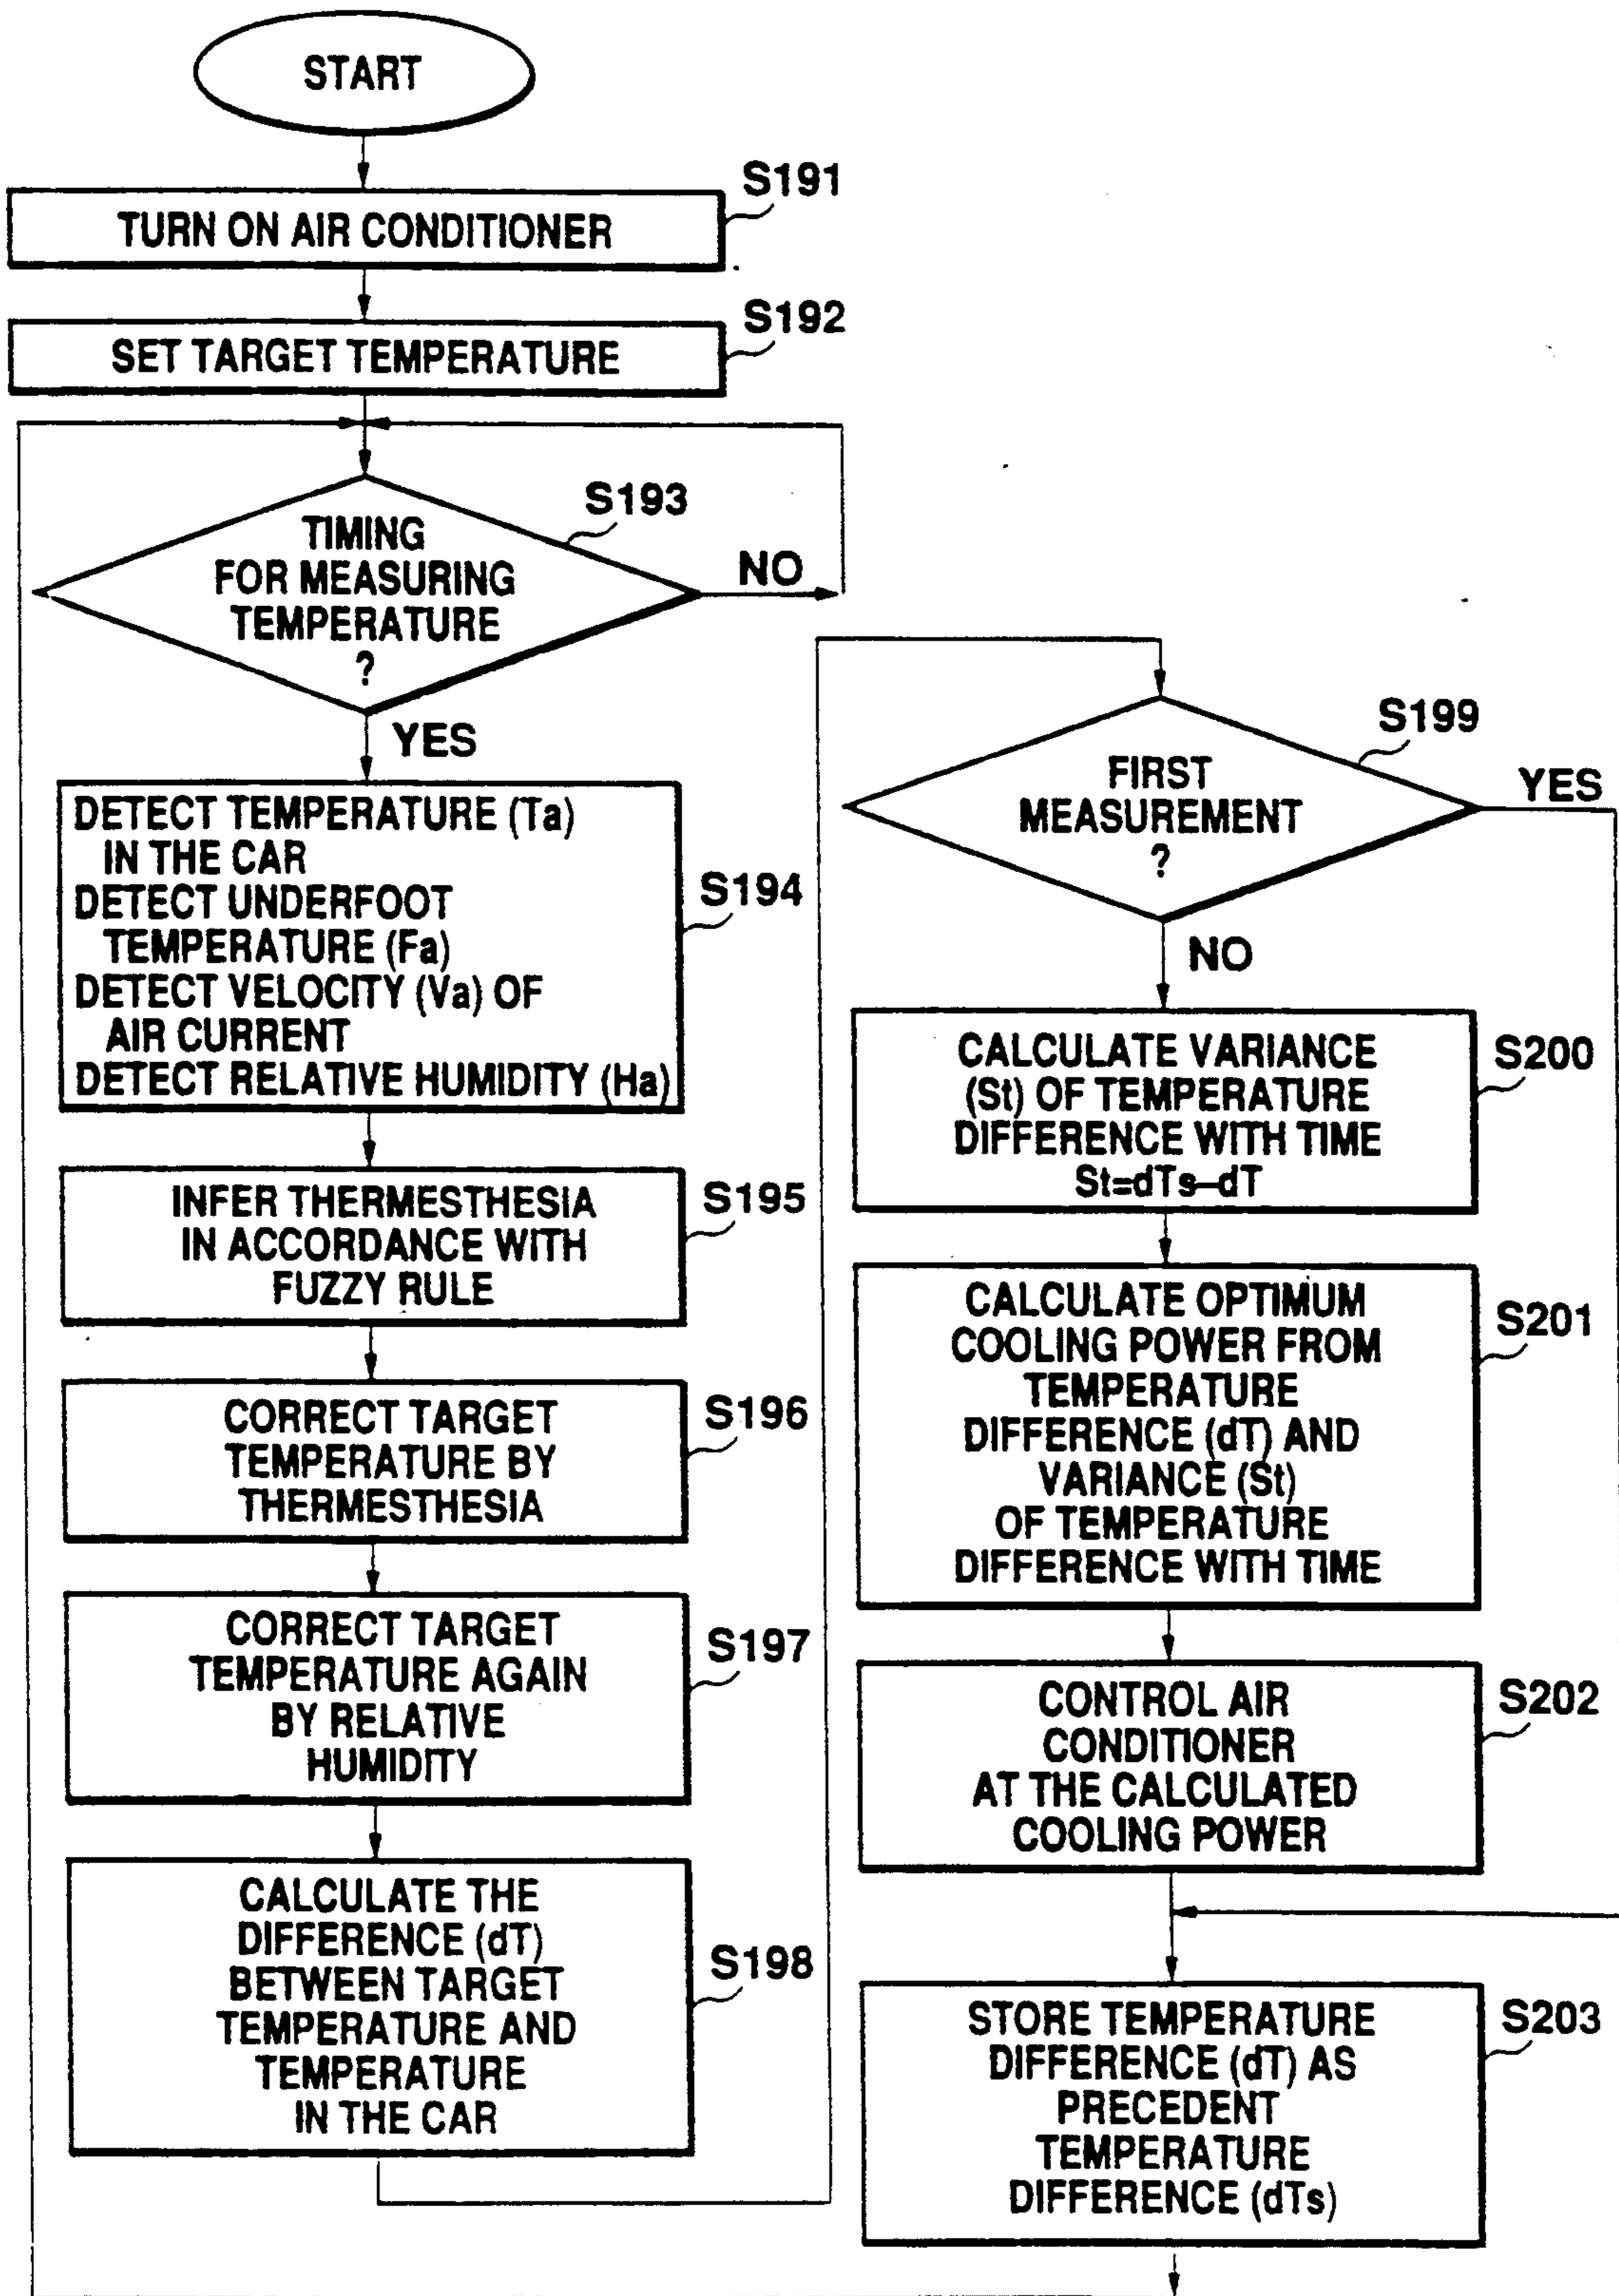 START
S191
TURN ON AIR CONDITIONER
S192
SET TARGET TEMPERATURE
S193
TIMING
FOR MEASURING
TEMPERATURE
?
NO
YES
DETECT TEMPERATURE (Ta)
IN THE CAR
DETECT UNDERFOOT
TEMPERATURE (Fa)
DETECT VELOCITY (Va) OF
AIR CURRENT
DETECT RELATIVE HUMIDITY (Ha)
S194
INFER THERMESTHESIA
IN ACCORDANCE WITH
FUZZY RULE
S195
CORRECT TARGET
TEMPERATURE BY
THERMESTHESIA
S196
CORRECT TARGET
TEMPERATURE AGAIN
BY RELATIVE
HUMIDITY
S197
CALCULATE THE
DIFFERENCE (dT)
BETWEEN TARGET
TEMPERATURE AND
TEMPERATURE
IN THE CAR
S198
S199
FIRST
MEASUREMENT
?
YES
NO
CALCULATE VARIANCE
(St) OF TEMPERATURE
DIFFERENCE WITH TIME
St=dTs–dT
S200
CALCULATE OPTIMUM
COOLING POWER FROM
TEMPERATURE
DIFFERENCE (dT) AND
VARIANCE (St)
OF TEMPERATURE
DIFFERENCE WITH TIME
S201
CONTROL AIR
CONDITIONER
AT THE CALCULATED
COOLING POWER
S202
STORE TEMPERATURE
DIFFERENCE (dT) AS
PRECEDENT
TEMPERATURE
DIFFERENCE (dTs)
S203